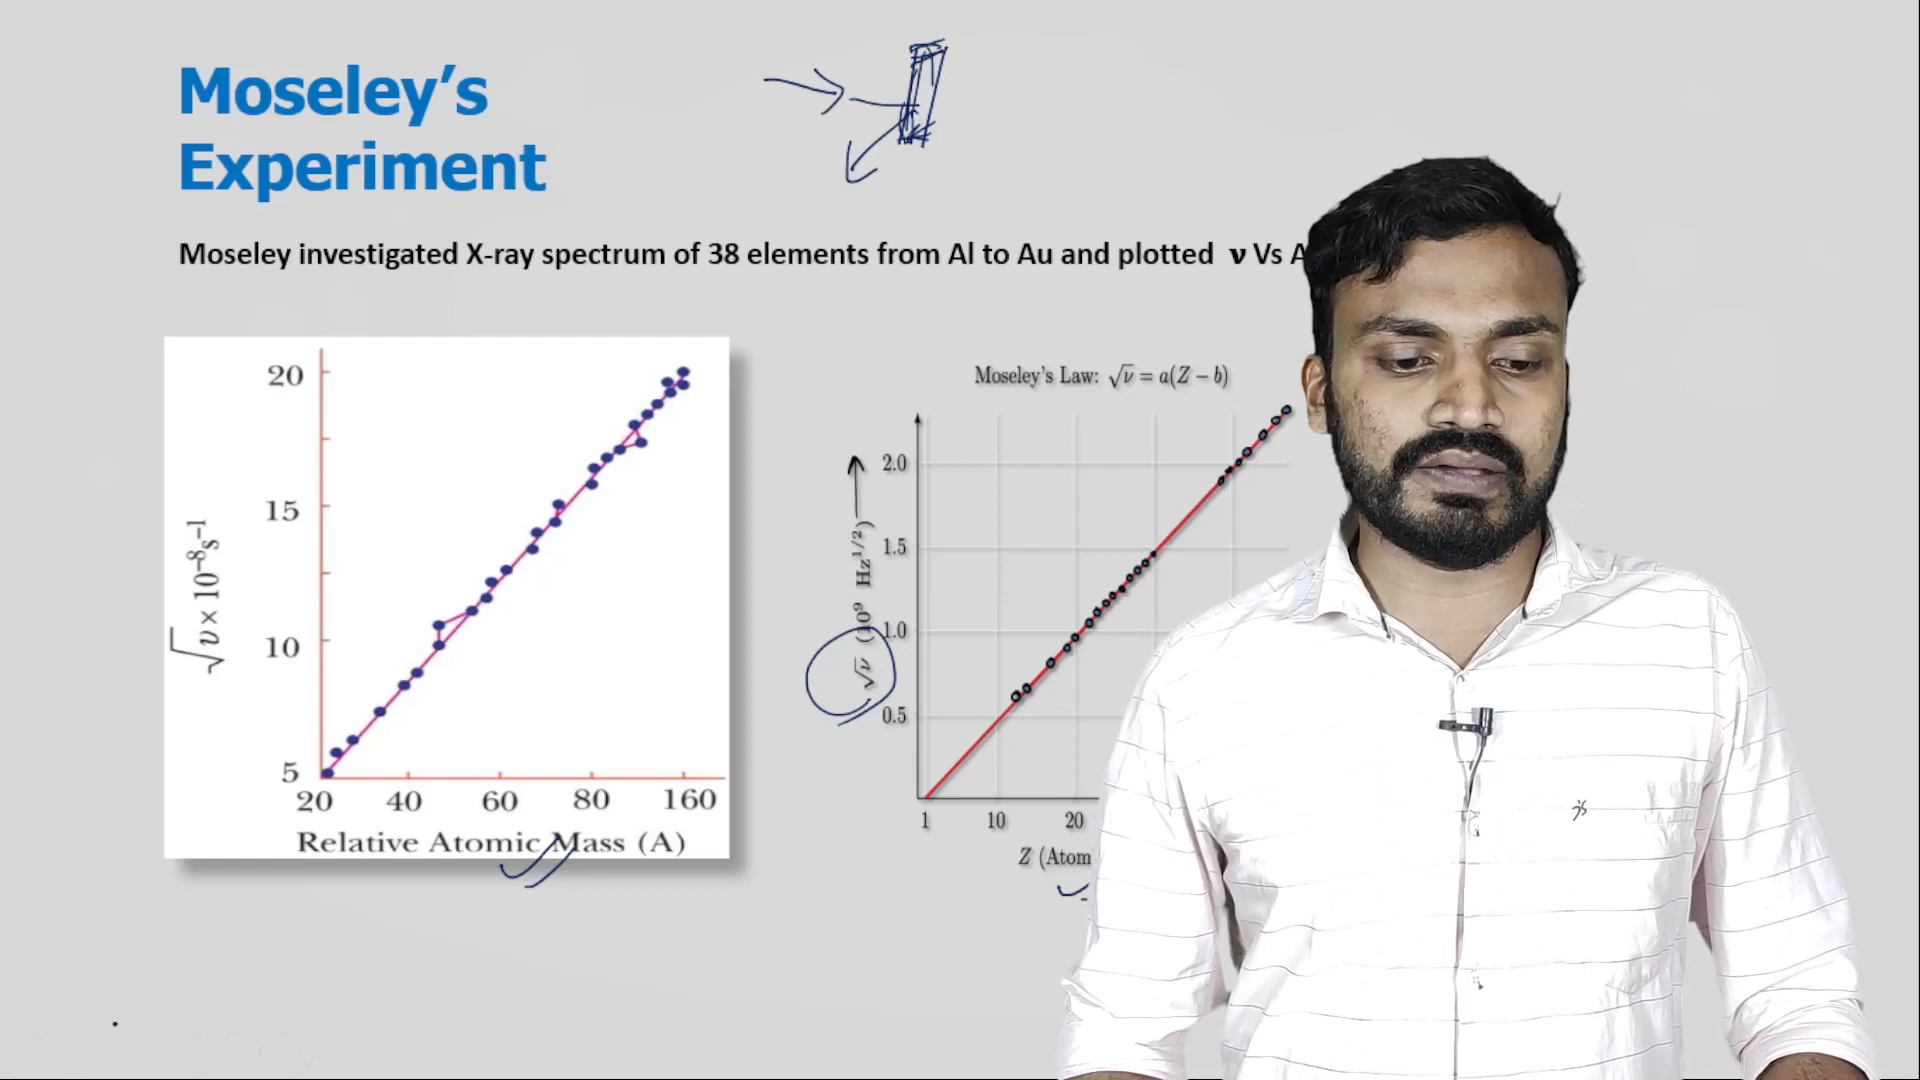 Moseley’s
Experiment
Moseley investigated X-ray spectrum of 38 elements from Al to Au and plotted ν Vs A
20
15
10
5
20 40 60 80 160
√υ × 10⁻⁸s⁻¹
Relative Atomic Mass (A)
Moseley's Law: √ν = a(Z − b)
2.0
1.5
1.0
0.5
√ν (10⁹ Hz¹/²)
1 10 20
Z (Atom